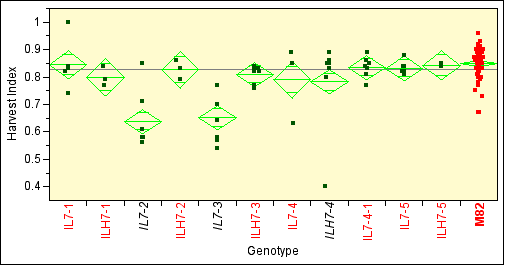 Harvest Index
1
0.9
0.8
0.7
0.6
0.5
0.4
IL7-1
ILH7-1
IL7-2
ILH7-2
IL7-3
ILH7-3
IL7-4
ILH7-4
IL7-4-1
IL7-5
ILH7-5
M82
Genotype